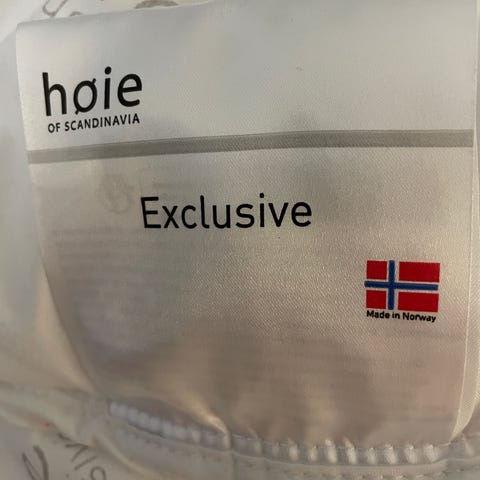 høie
OF SCANDINAVIA
Exclusive
Made in Norway